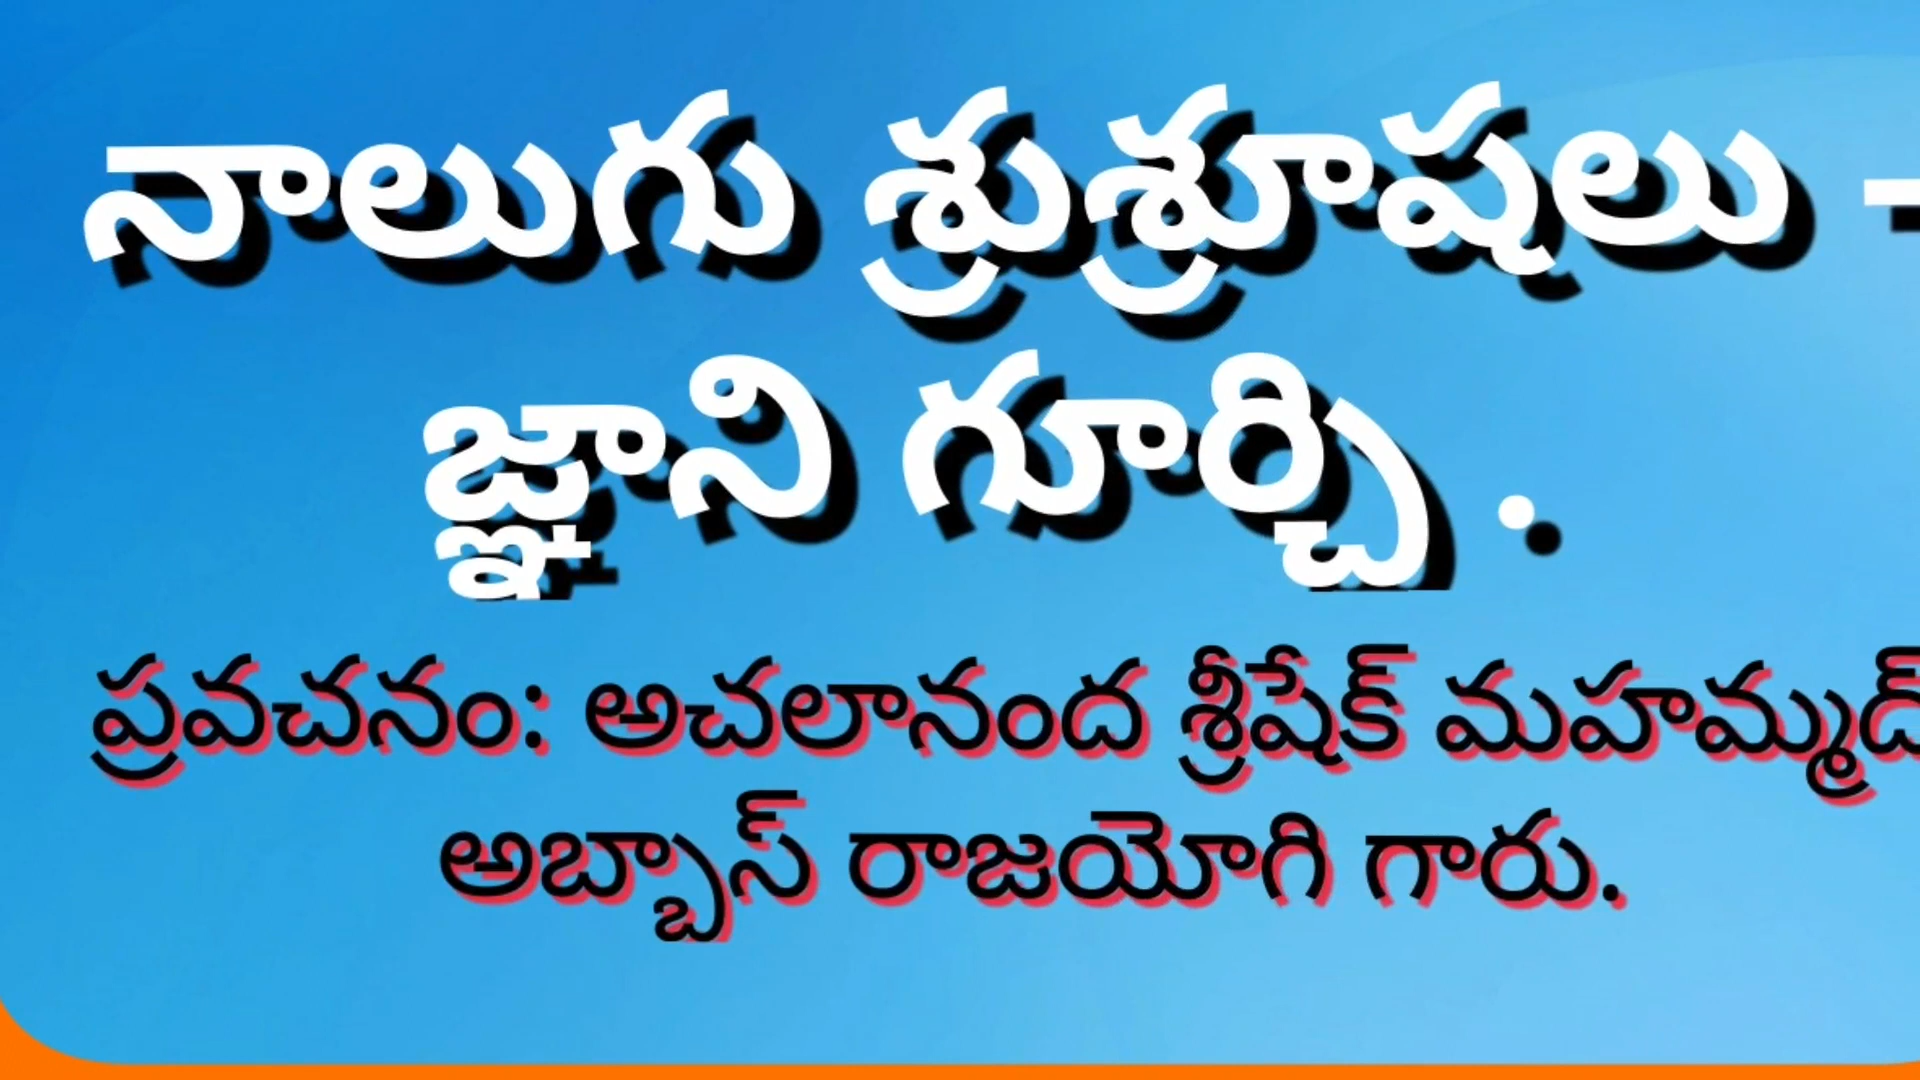 నాలుగు శ్రుశ్రూషలు -
జ్ఞాని గూర్చి .
ప్రవచనం: అచలానంద శ్రీషేక్ మహమ్మద్
అబ్బాస్ రాజయోగి గారు.